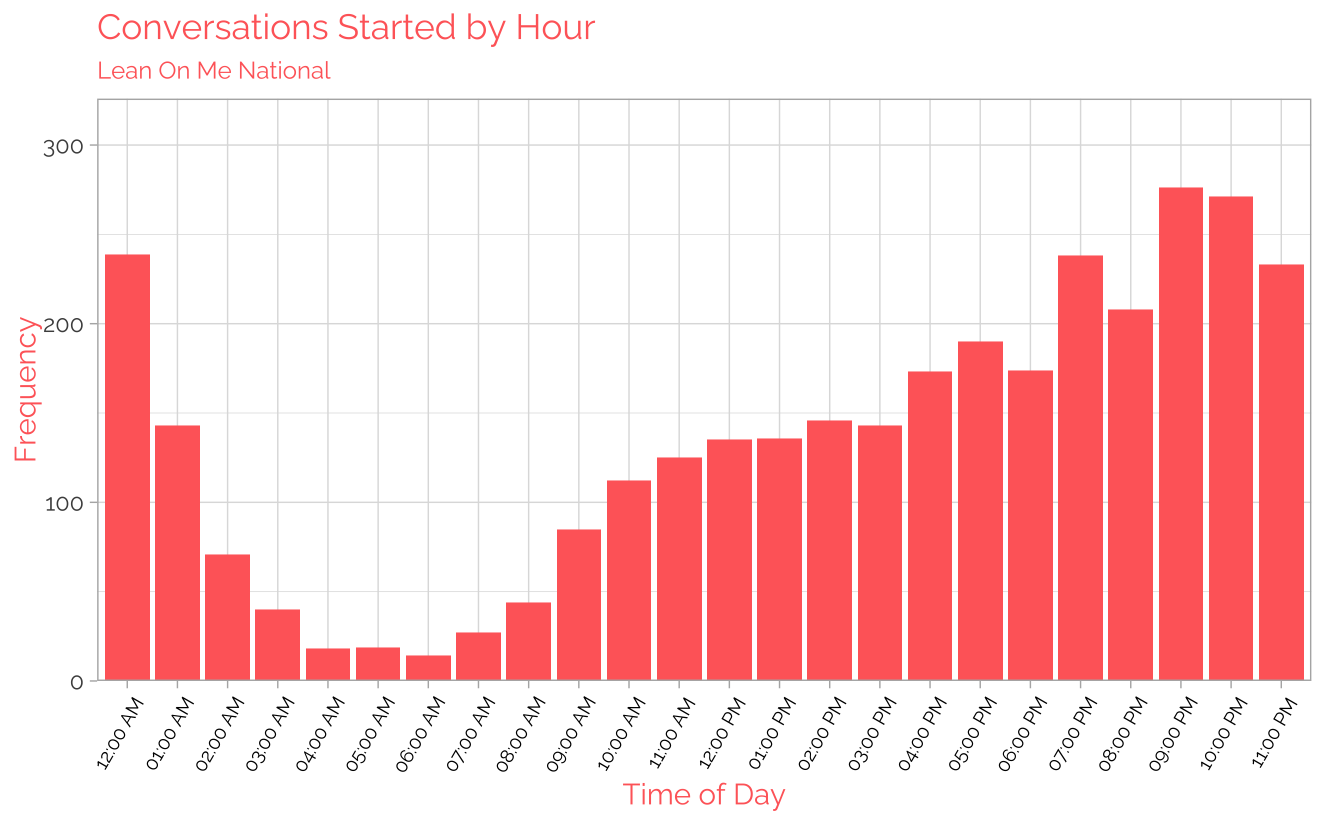 Conversations Started by Hour
Lean On Me National
Frequency
300
200
100
0
12:00 AM
01:00 AM
02:00 AM
03:00 AM
04:00 AM
05:00 AM
06:00 AM
07:00 AM
08:00 AM
09:00 AM
10:00 AM
11:00 AM
12:00 PM
01:00 PM
02:00 PM
03:00 PM
04:00 PM
05:00 PM
06:00 PM
07:00 PM
08:00 PM
09:00 PM
10:00 PM
11:00 PM
Time of Day